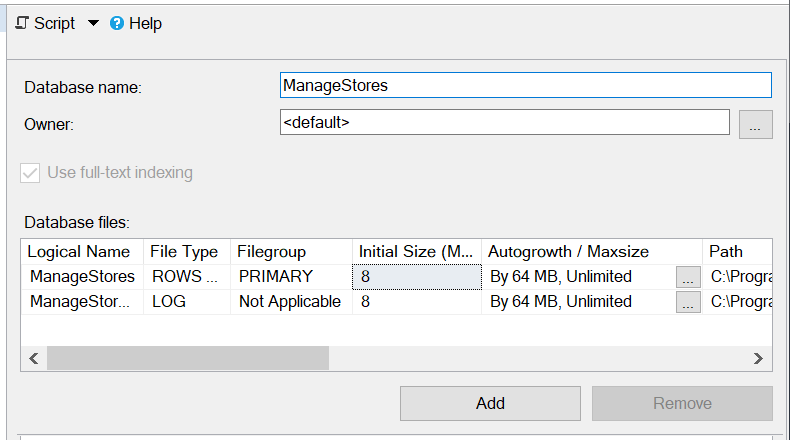 Script Help
Database name: ManageStores
Owner: <default> ...
Use full-text indexing
Database files:
Logical Name File Type Filegroup Initial Size (M... Autogrowth / Maxsize Path
ManageStores ROWS ... PRIMARY 8 By 64 MB, Unlimited ... C:\Progra
ManageStor... LOG Not Applicable 8 By 64 MB, Unlimited ... C:\Progra
Add Remove